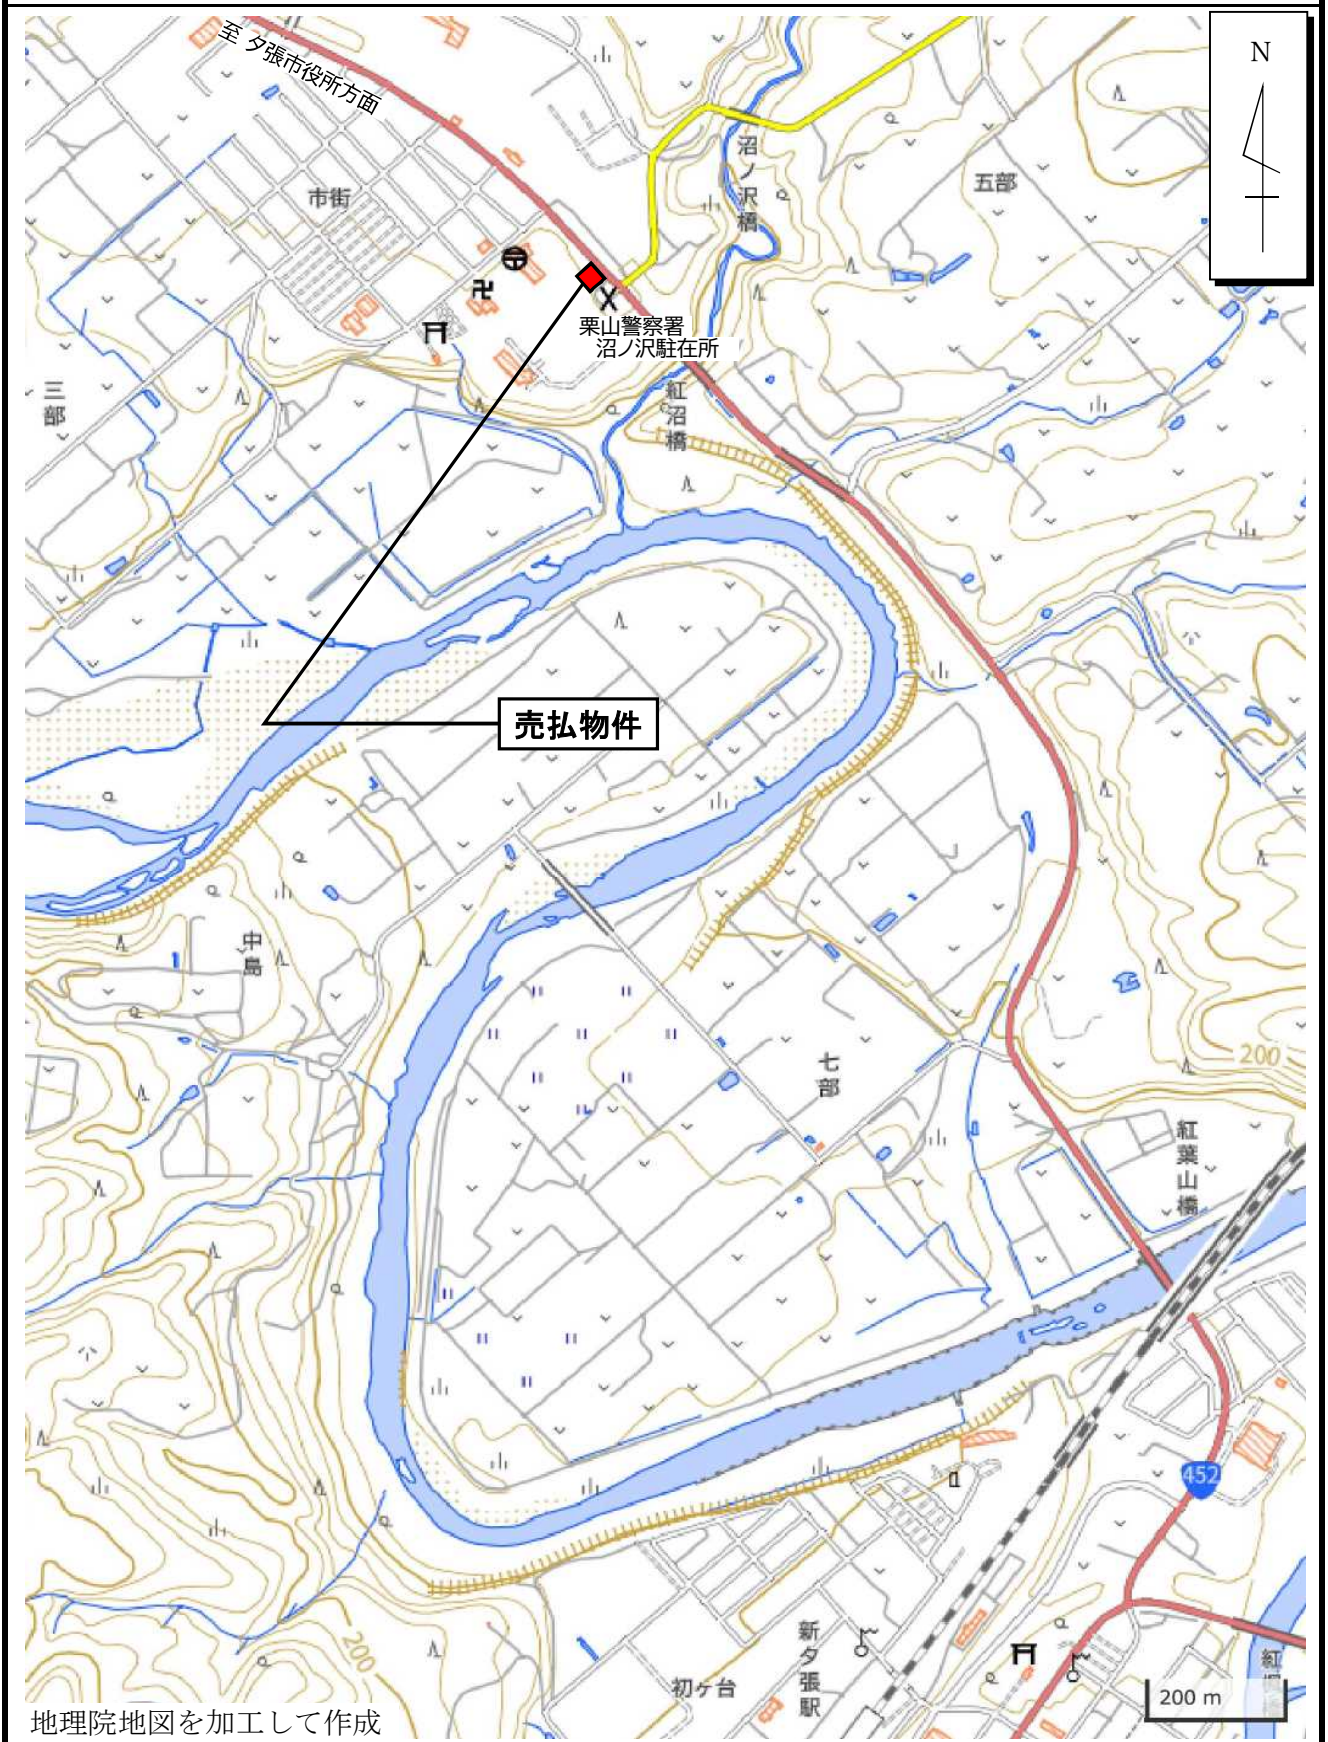 N
至 夕張市役所方面
市街
沼ノ沢橋
五部
栗山警察署
沼ノ沢駐在所
三部
紅沼橋
売払物件
中島
七部
200
紅葉山橋
452
200
新夕張駅
初ヶ台
200 m
地理院地図を加工して作成